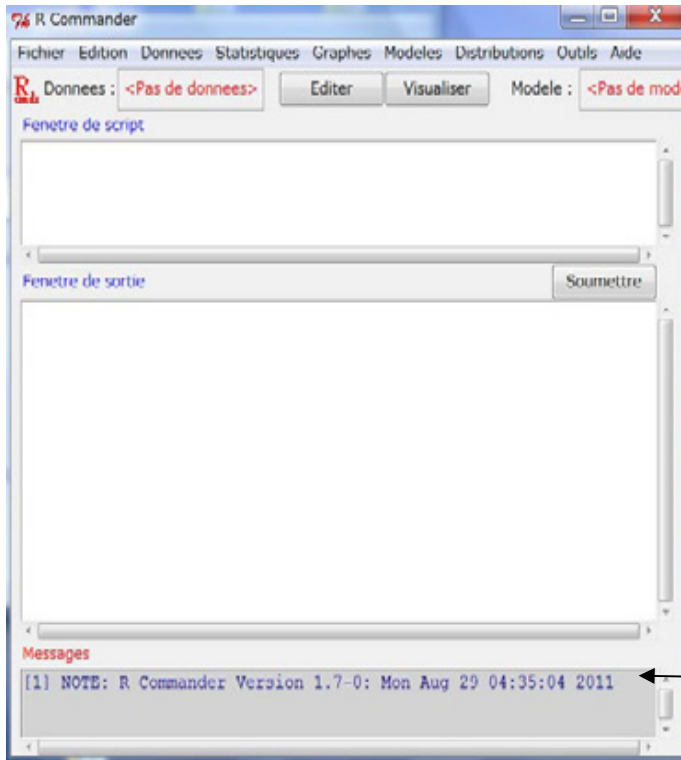 R Commander
Fichier Edition Donnees Statistiques Graphes Modeles Distributions Outils Aide
R Donnees : <Pas de donnees> Editer Visualiser Modele : <Pas de mod
Fenetre de script
Fenetre de sortie Soumettre
Messages
[1] NOTE: R Commander Version 1.7-0: Mon Aug 29 04:35:04 2011